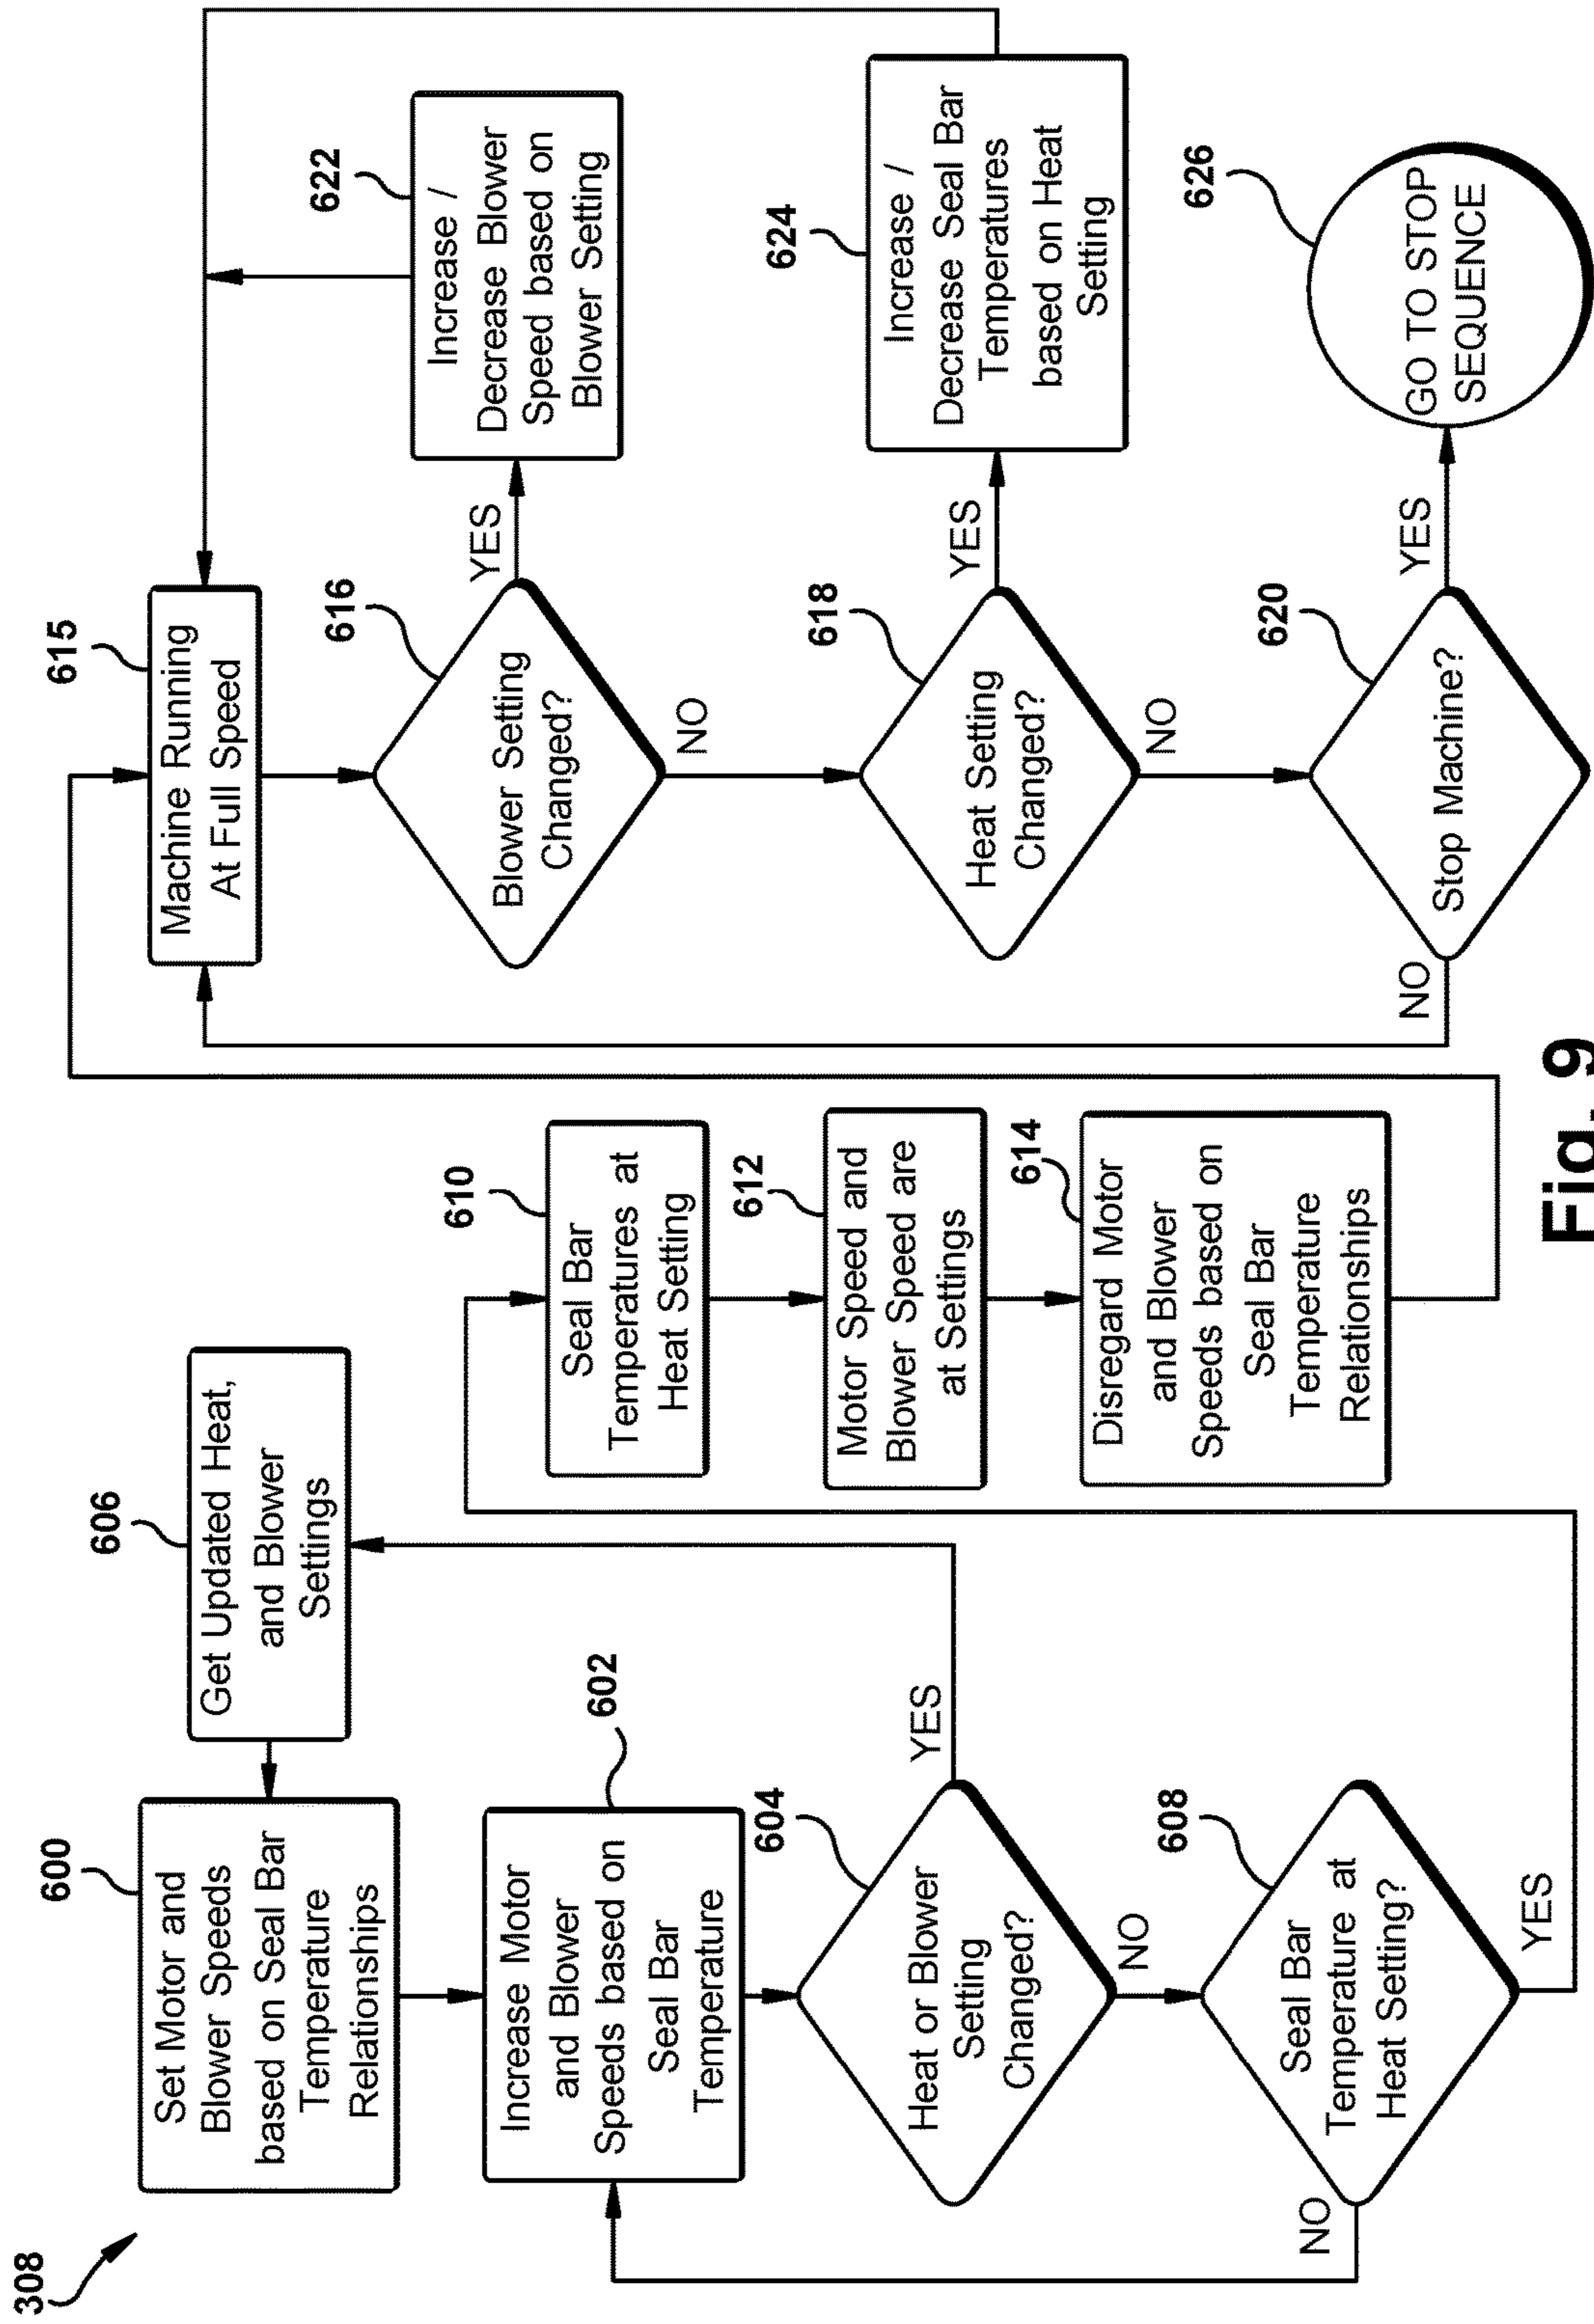 308
600
Set Motor and
Blower Speeds
based on Seal Bar
Temperature
Relationships
606
Get Updated Heat,
and Blower
Settings
602
Increase Motor
and Blower
Speeds based on
Seal Bar
Temperature
604
Heat or Blower
Setting
Changed?
YES
NO
608
Seal Bar
Temperature at
Heat Setting?
NO
YES
610
Seal Bar
Temperatures at
Heat Setting
612
Motor Speed and
Blower Speed are
at Settings
614
Disregard Motor
and Blower
Speeds based on
Seal Bar
Temperature
Relationships
615
Machine Running
At Full Speed
616
Blower Setting
Changed?
YES
NO
622
Increase /
Decrease Blower
Speed based on
Blower Setting
618
Heat Setting
Changed?
YES
NO
624
Increase /
Decrease Seal Bar
Temperatures
based on Heat
Setting
620
Stop Machine?
NO
YES
626
GO TO STOP
SEQUENCE
Fig. 9